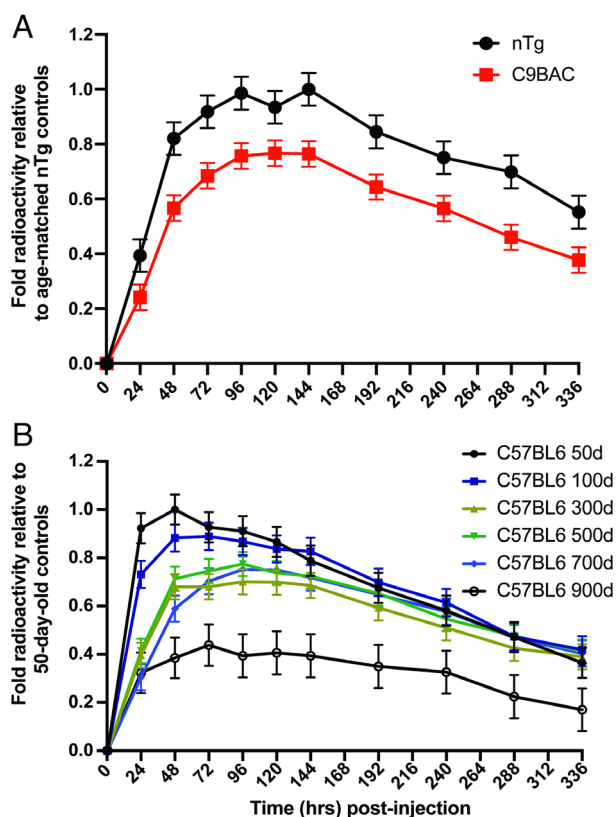 A
nTg
C9BAC
Fold radioactivity relative
to age-matched nTg controls
1.2
1.0
0.8
0.6
0.4
0.2
0.0
0 24 48 72 96 120 144 168 192 216 240 264 288 312 336
B
C57BL6 50d
C57BL6 100d
C57BL6 300d
C57BL6 500d
C57BL6 700d
C57BL6 900d
Fold radioactivity relative to
50-day-old controls
1.2
1.0
0.8
0.6
0.4
0.2
0.0
0 24 48 72 96 120 144 168 192 216 240 264 288 312 336
Time (hrs) post-injection